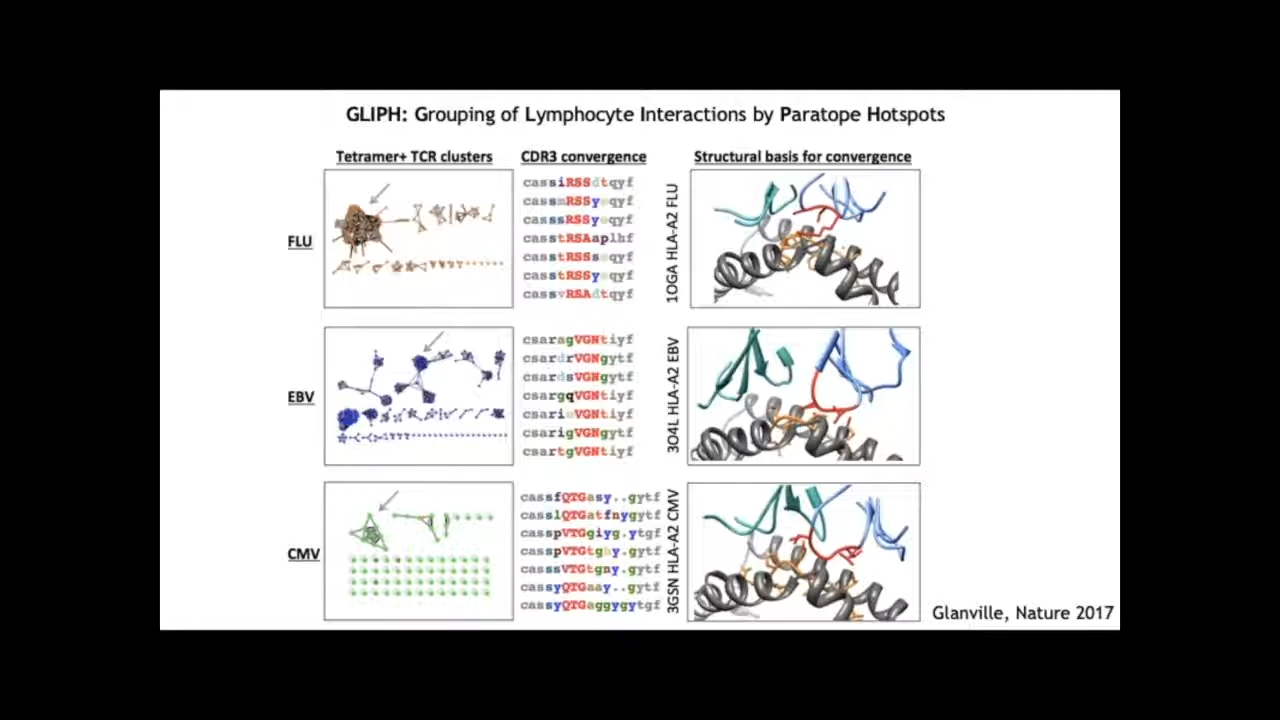 GLIPH: Grouping of Lymphocyte Interactions by Paratope Hotspots
Tetramer+ TCR clusters
CDR3 convergence
Structural basis for convergence
FLU
cassiRSSdtqyf
cassmRSSyeqyf
casssRSSyeqyf
casstRSAaplhf
casstRSSseqyf
casstRSSyeqyf
cassvRSAdtqyf
1OGA HLA-A2 FLU
EBV
csaragVGNtiyf
csardrVGNgytf
csardsVGNgytf
csargqVGNtiyf
csarieVGNtiyf
csarigVGNgytf
csartgVGNtiyf
3O4L HLA-A2 EBV
CMV
cassfQTGasy..gytf
casslQTGatfnygytf
casspVTGgiyg.ytgf
casspVTGtghy.gytf
casssVTGtgny.gytf
cassyQTGaay..gytf
cassyQTGaggygytgf
3GSN HLA-A2 CMV
Glanville, Nature 2017